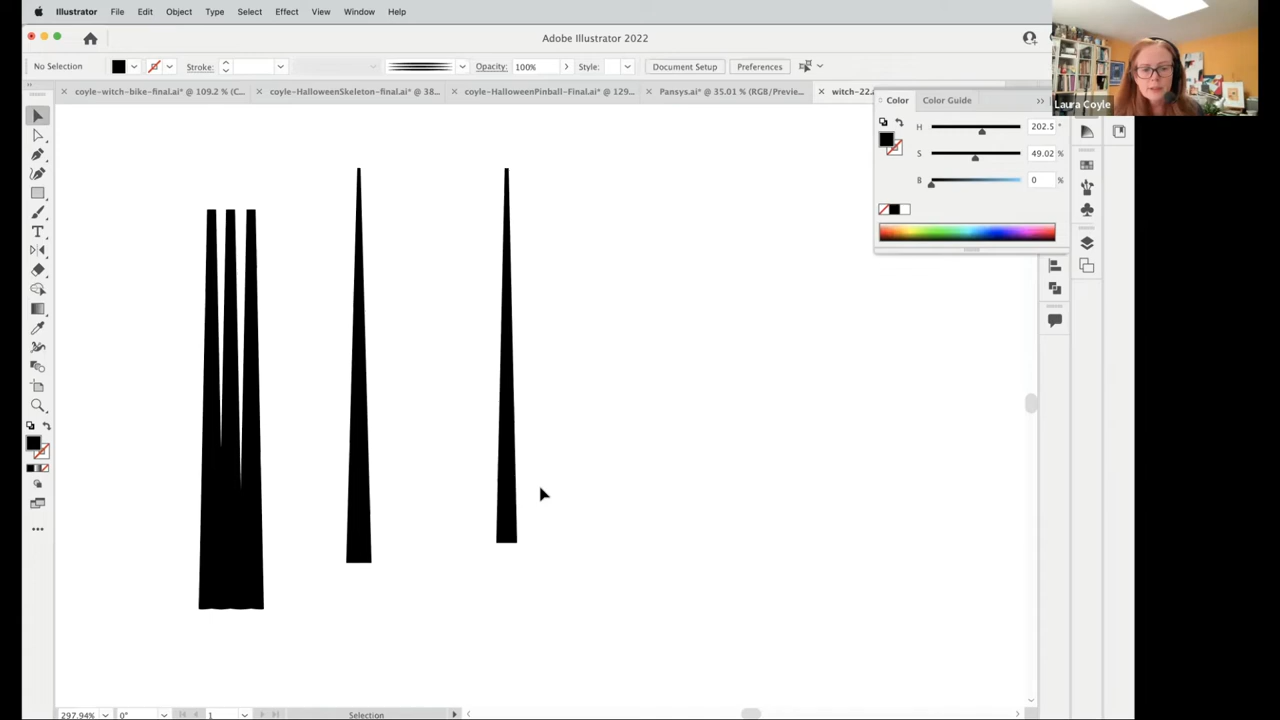 Illustrator File Edit Object Type Select Effect View Window Help
Adobe Illustrator 2022
No Selection Stroke: Opacity: 100% Style: Document Setup Preferences
coyle-witch-bike-final.ai* @ 109.2 % (C... coyle-HalloweenSkeleton-final.ai* @ 38... coyle-HalloweenPinball-Final.ai* @ 129... Pansys.ai* @ 35.01 % (RGB/Previe... witch-22.
Laura Coyle
Color Color Guide
H 202.5 °
S 49.02 %
B 0 %
297.94% 0° 1 Selection